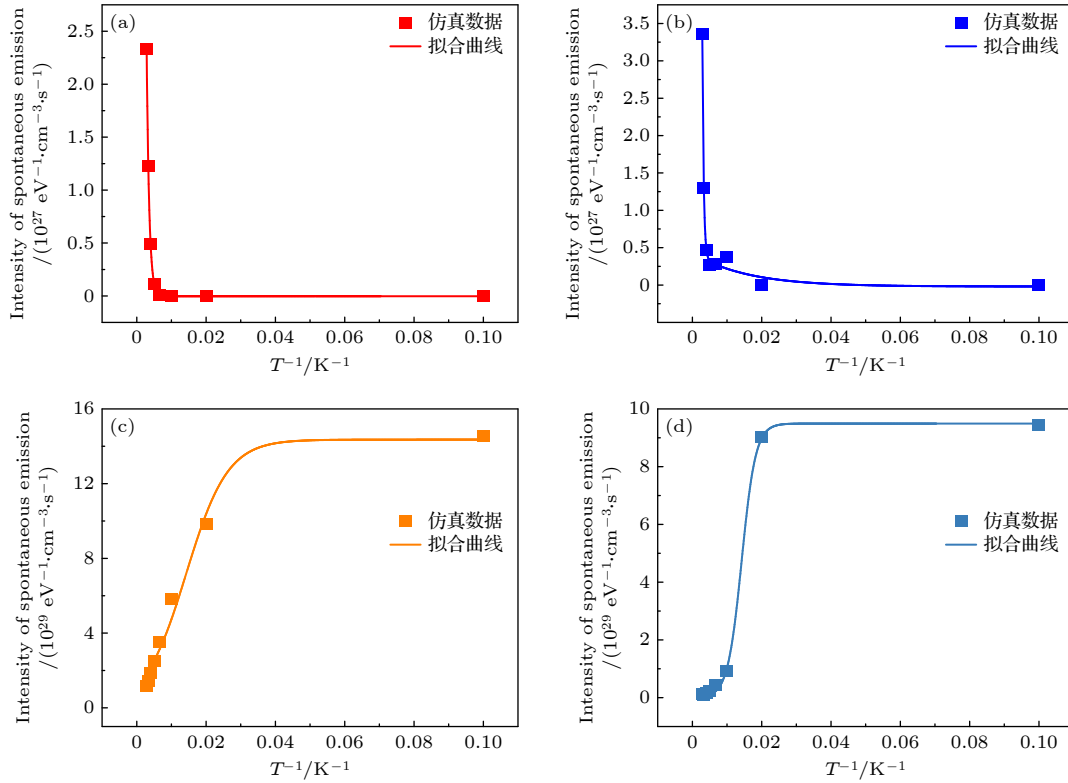 (a)
仿真数据
拟合曲线
Intensity of spontaneous emission
/(10²⁷ eV⁻¹·cm⁻³·s⁻¹)
2.5
2.0
1.5
1.0
0.5
0
0 0.02 0.04 0.06 0.08 0.10
T⁻¹/K⁻¹
(b)
仿真数据
拟合曲线
Intensity of spontaneous emission
/(10²⁷ eV⁻¹·cm⁻³·s⁻¹)
3.5
3.0
2.5
2.0
1.5
1.0
0.5
0
0 0.02 0.04 0.06 0.08 0.10
T⁻¹/K⁻¹
(c)
仿真数据
拟合曲线
Intensity of spontaneous emission
/(10²⁹ eV⁻¹·cm⁻³·s⁻¹)
16
12
8
4
0
0 0.02 0.04 0.06 0.08 0.10
T⁻¹/K⁻¹
(d)
仿真数据
拟合曲线
Intensity of spontaneous emission
/(10²⁹ eV⁻¹·cm⁻³·s⁻¹)
10
8
6
4
2
0
0 0.02 0.04 0.06 0.08 0.10
T⁻¹/K⁻¹